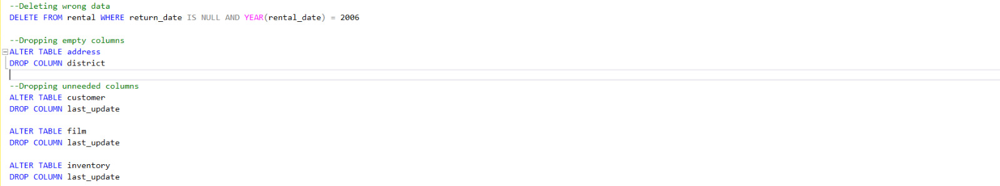 --Deleting wrong data
DELETE FROM rental WHERE return_date IS NULL AND YEAR(rental_date) = 2006
--Dropping empty columns
ALTER TABLE address
DROP COLUMN district
--Dropping unneeded columns
ALTER TABLE customer
DROP COLUMN last_update
ALTER TABLE film
DROP COLUMN last_update
ALTER TABLE inventory
DROP COLUMN last_update